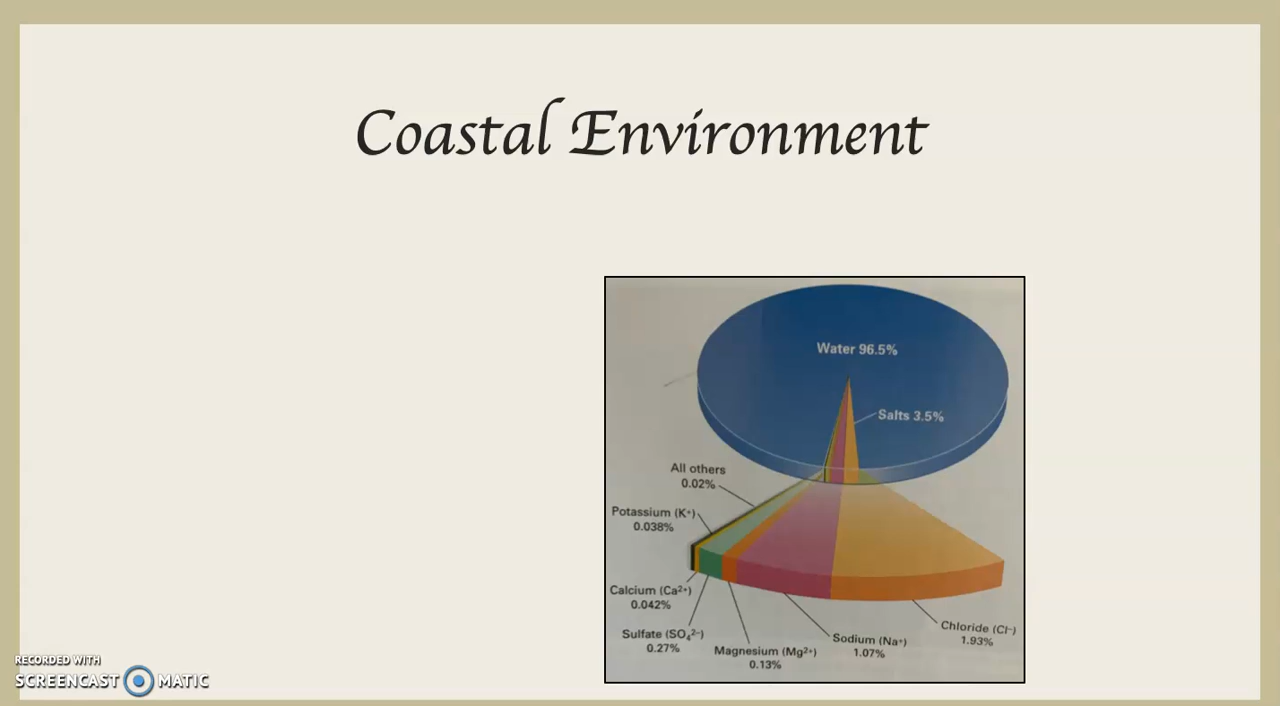 Coastal Environment
Water 96.5%
Salts 3.5%
All others
0.02%
Potassium (K⁺)
0.038%
Calcium (Ca²⁺)
0.042%
Sulfate (SO₄²⁻)
0.27%
Magnesium (Mg²⁺)
0.13%
Sodium (Na⁺)
1.07%
Chloride (Cl⁻)
1.93%
RECORDED WITH
SCREENCAST MATIC